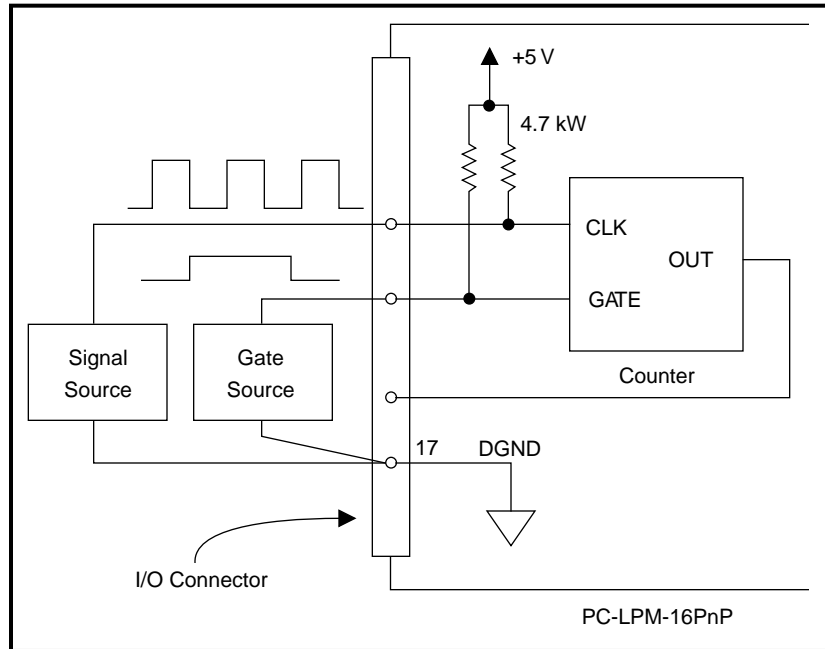 +5 V
4.7 kW
CLK
OUT
GATE
Signal
Source
Gate
Source
Counter
17
DGND
I/O Connector
PC-LPM-16PnP